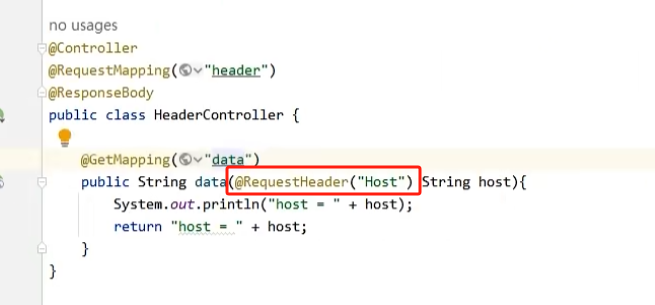 no usages
@Controller
@RequestMapping("header")
@ResponseBody
public class HeaderController {
@GetMapping("data")
public String data(@RequestHeader("Host") String host){
System.out.println("host = " + host);
return "host = " + host;
}
}